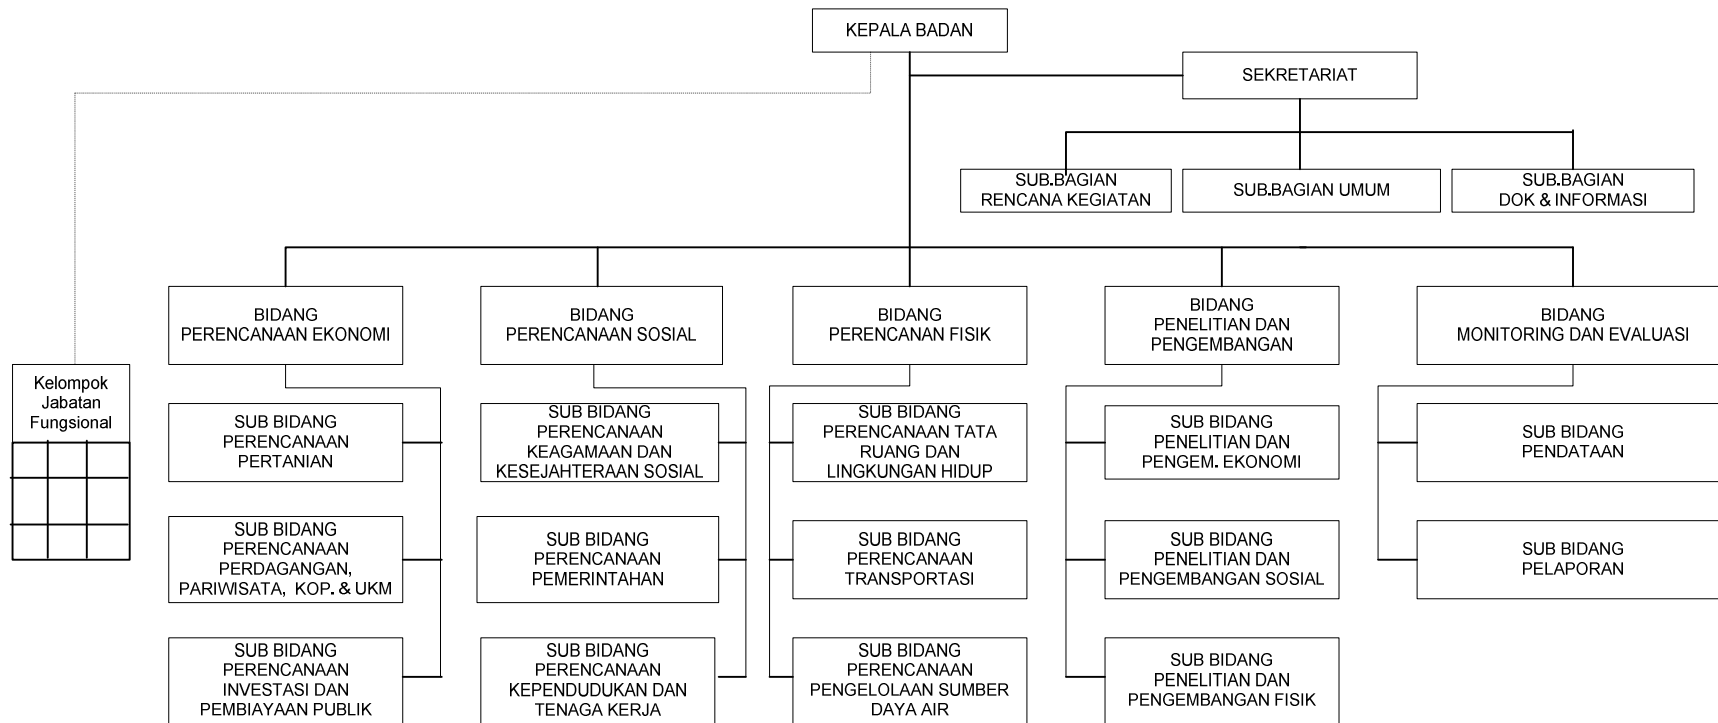 KEPALA BADAN
SEKRETARIAT
SUB.BAGIAN
RENCANA KEGIATAN
SUB.BAGIAN UMUM
SUB.BAGIAN
DOK & INFORMASI
BIDANG
PERENCANAAN EKONOMI
BIDANG
PERENCANAAN SOSIAL
BIDANG
PERENCANAN FISIK
BIDANG
PENELITIAN DAN
PENGEMBANGAN
BIDANG
MONITORING DAN EVALUASI
Kelompok
Jabatan
Fungsional
SUB BIDANG
PERENCANAAN
PERTANIAN
SUB BIDANG
PERENCANAAN
KEAGAMAAN DAN
KESEJAHTERAAN SOSIAL
SUB BIDANG
PERENCANAAN TATA
RUANG DAN
LINGKUNGAN HIDUP
SUB BIDANG
PENELITIAN DAN
PENGEM. EKONOMI
SUB BIDANG
PENDATAAN
SUB BIDANG
PERENCANAAN
PERDAGANGAN,
PARIWISATA, KOP. & UKM
SUB BIDANG
PERENCANAAN
PEMERINTAHAN
SUB BIDANG
PERENCANAAN
TRANSPORTASI
SUB BIDANG
PENELITIAN DAN
PENGEMBANGAN SOSIAL
SUB BIDANG
PELAPORAN
SUB BIDANG
PERENCANAAN
INVESTASI DAN
PEMBIAYAAN PUBLIK
SUB BIDANG
PERENCANAAN
KEPENDUDUKAN DAN
TENAGA KERJA
SUB BIDANG
PERENCANAAN
PENGELOLAAN SUMBER
DAYA AIR
SUB BIDANG
PENELITIAN DAN
PENGEMBANGAN FISIK